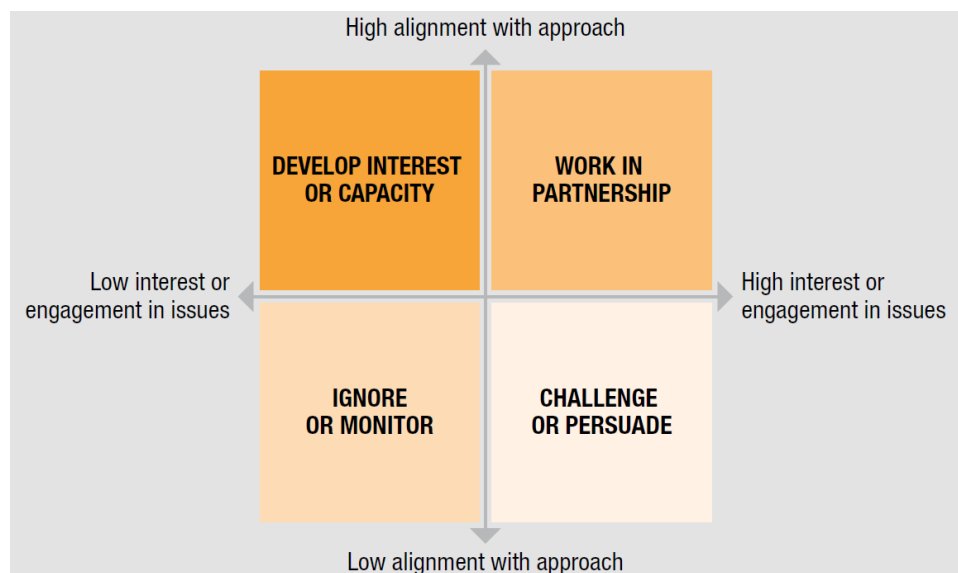 High alignment with approach
DEVELOP INTEREST
OR CAPACITY
WORK IN
PARTNERSHIP
Low interest or
engagement in issues
High interest or
engagement in issues
IGNORE
OR MONITOR
CHALLENGE
OR PERSUADE
Low alignment with approach